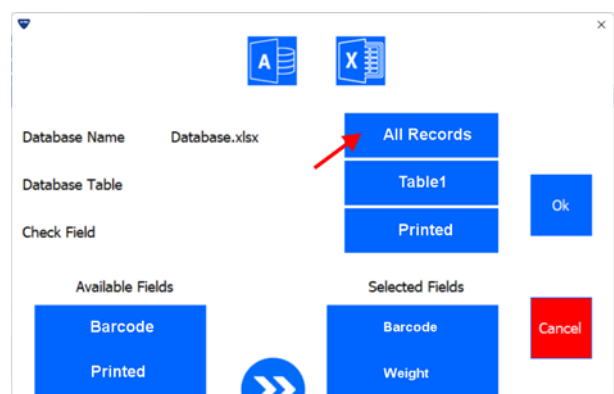 A
X
Database Name Database.xlsx All Records
Database Table Table1
Check Field Printed
Ok
Available Fields Selected Fields
Barcode Barcode
Cancel
Printed Weight